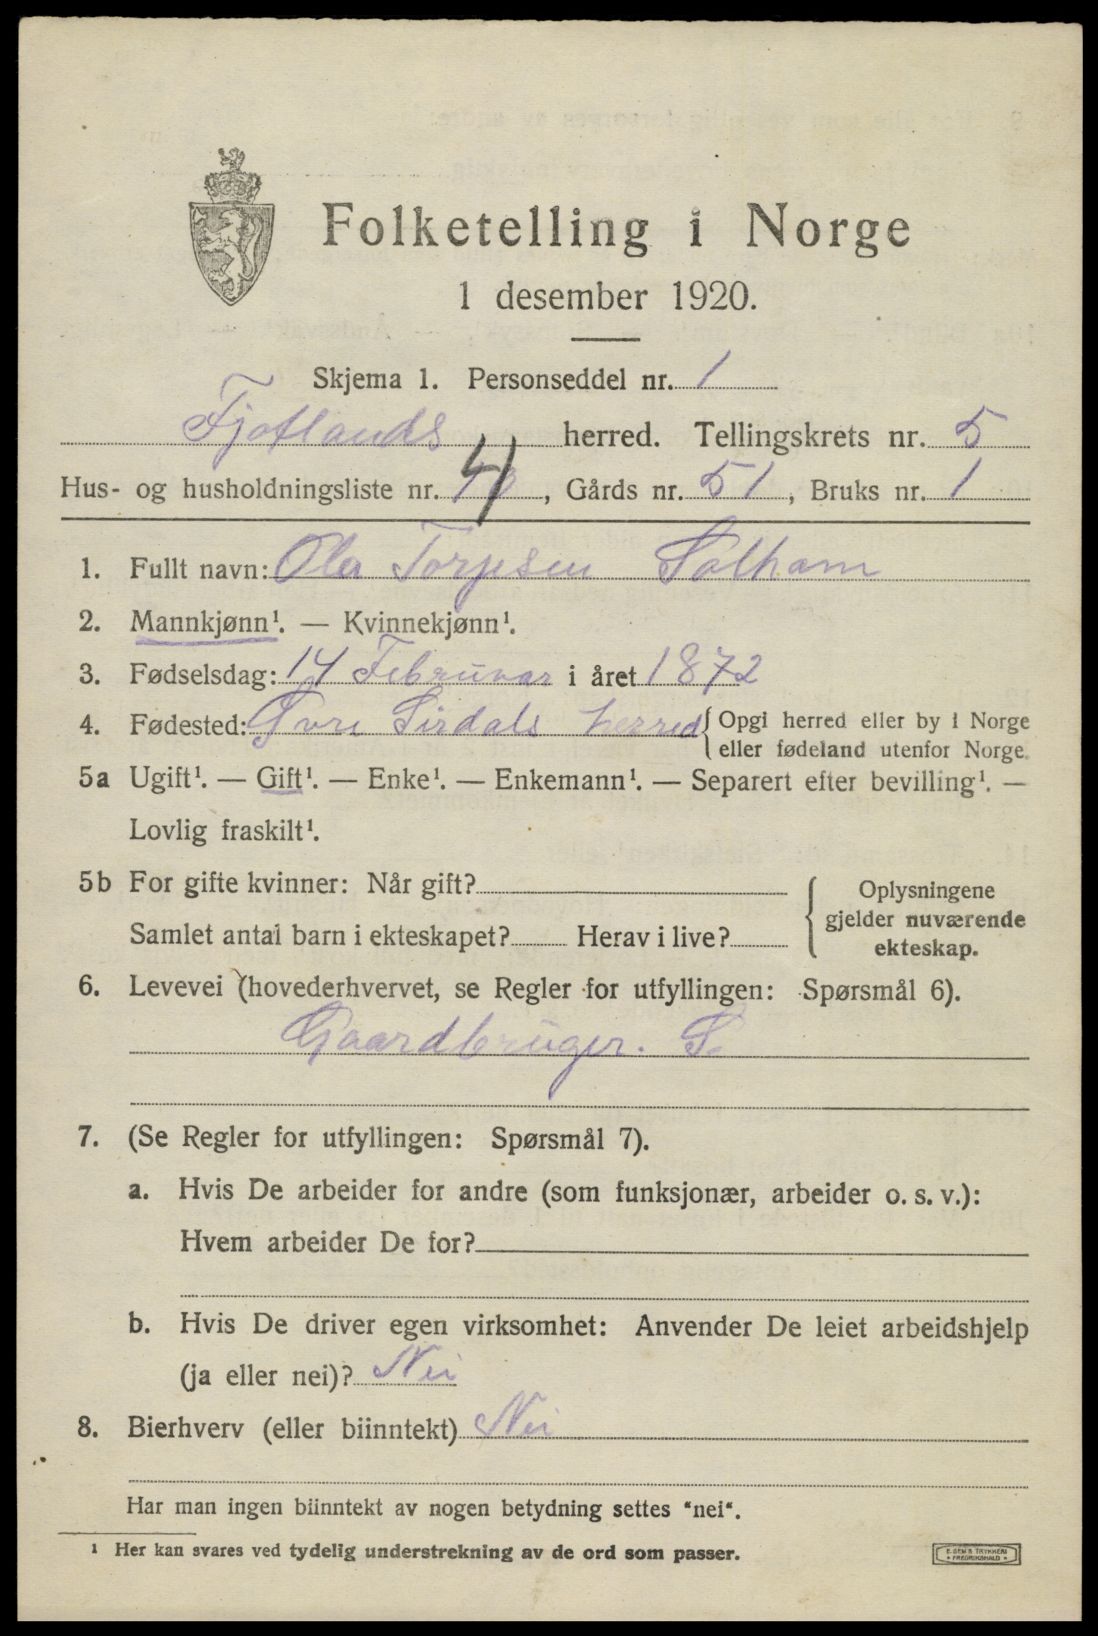 Folketelling i Norge
1 desember 1920.
Skjema 1. Personseddel nr. 1
Fjotlands herred. Tellingskrets nr. 5
Hus- og husholdningsliste nr. 4, Gårds nr. 51, Bruks nr. 1
1. Fullt navn: Ola Torjesen Solham
2. Mannkjønn¹. — Kvinnekjønn¹.
3. Fødselsdag: 14 Februar i året 1872
4. Fødested: Øvre Sirdals herred { Opgi herred eller by i Norge
eller fødeland utenfor Norge.
5a Ugift¹. — Gift¹. — Enke¹. — Enkemann¹. — Separert efter bevilling¹. —
Lovlig fraskilt¹.
5b For gifte kvinner: Når gift?
Samlet antal barn i ekteskapet? Herav i live?
{ Oplysningene
gjelder nuværende
ekteskap.
6. Levevei (hovederhvervet, se Regler for utfyllingen: Spørsmål 6).
Gaardbruger. S.
7. (Se Regler for utfyllingen: Spørsmål 7).
a. Hvis De arbeider for andre (som funksjonær, arbeider o. s. v.):
Hvem arbeider De for?
b. Hvis De driver egen virksomhet: Anvender De leiet arbeidshjelp
(ja eller nei)? Nei
8. Bierhverv (eller biinntekt) Nei
Har man ingen biinntekt av nogen betydning settes "nei".
¹ Her kan svares ved tydelig understrekning av de ord som passer.
E. SEM'S TRYKKERI
• FREDRIKSHALD •